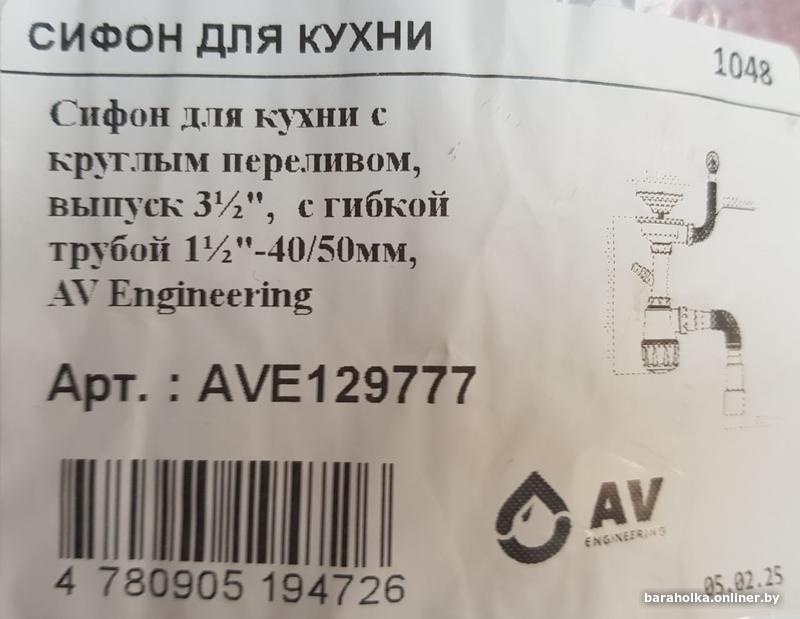 СИФОН ДЛЯ КУХНИ
1048
Сифон для кухни с
круглым переливом,
выпуск 3½", с гибкой
трубой 1½"-40/50мм,
AV Engineering
Арт. : AVE129777
4 780905 194726
AV
ENGINEERING
05.02.25
baraholka.onliner.by